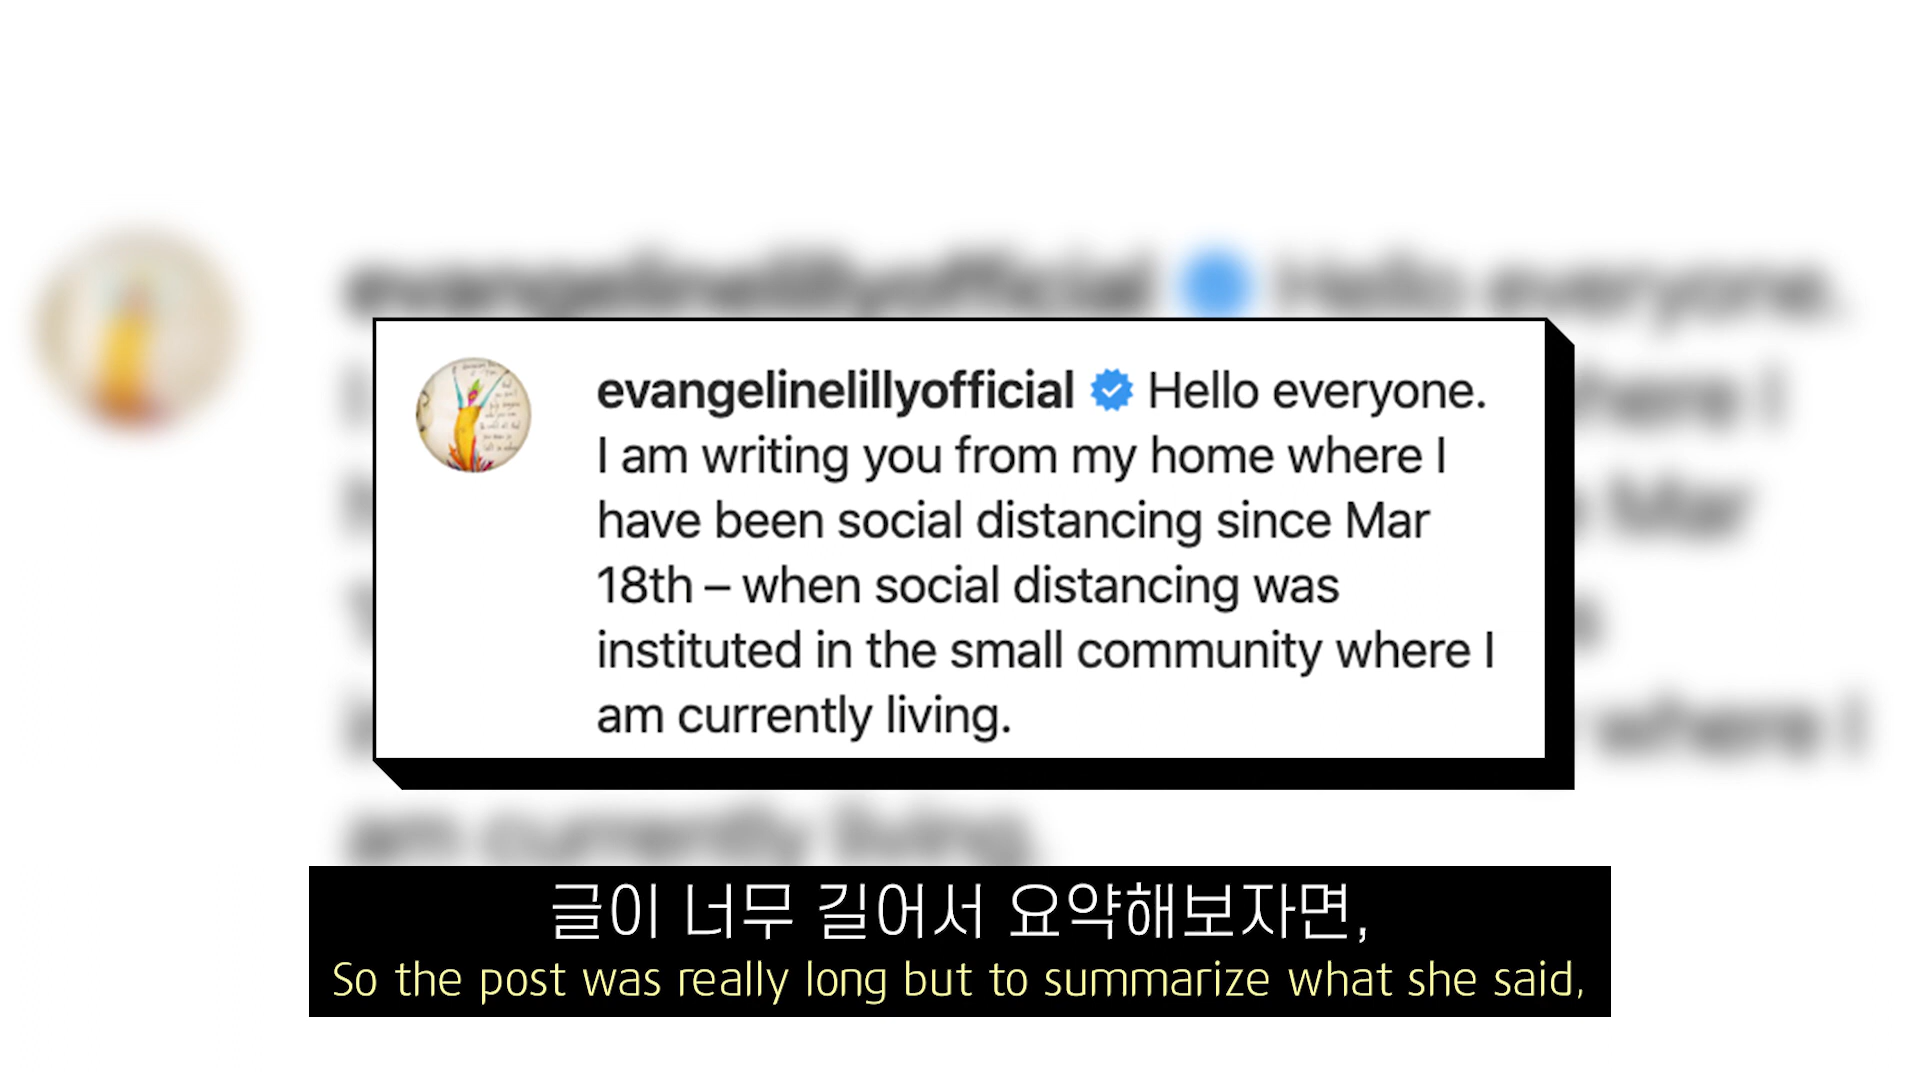 evangelinelillyofficial Hello everyone.
I am writing you from my home where I
have been social distancing since Mar
18th – when social distancing was
instituted in the small community where I
am currently living.
글이 너무 길어서 요약해보자면,
So the post was really long but to summarize what she said,